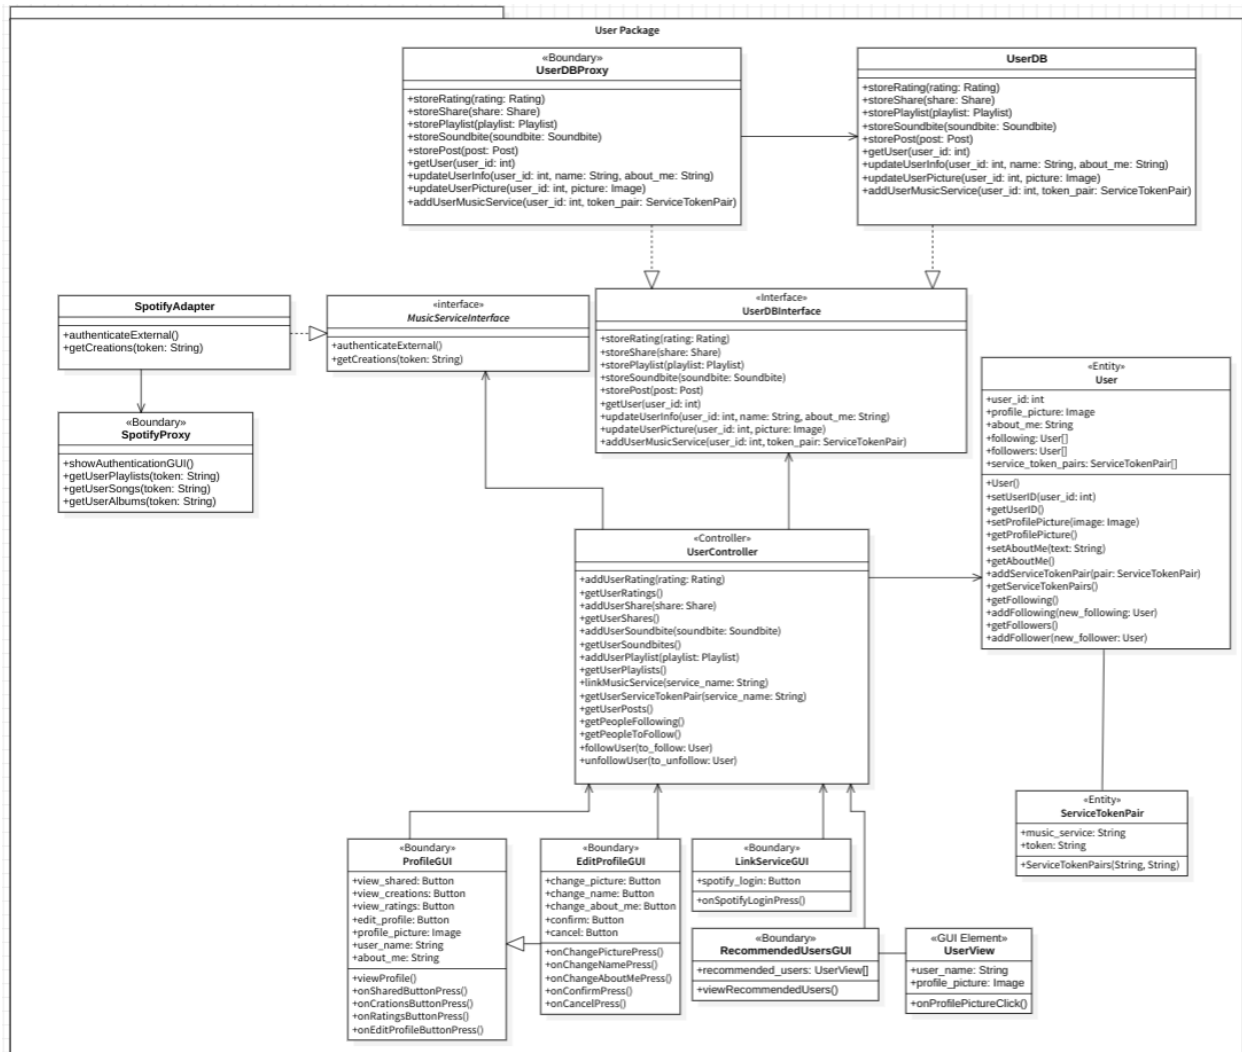 User Package
«Boundary»
UserDBProxy
+storeRating(rating: Rating)
+storeShare(share: Share)
+storePlaylist(playlist: Playlist)
+storeSoundbite(soundbite: Soundbite)
+storePost(post: Post)
+getUser(user_id: int)
+updateUserInfo(user_id: int, name: String, about_me: String)
+updateUserPicture(user_id: int, picture: Image)
+addUserMusicService(user_id: int, token_pair: ServiceTokenPair)
UserDB
+storeRating(rating: Rating)
+storeShare(share: Share)
+storePlaylist(playlist: Playlist)
+storeSoundbite(soundbite: Soundbite)
+storePost(post: Post)
+getUser(user_id: int)
+updateUserInfo(user_id: int, name: String, about_me: String)
+updateUserPicture(user_id: int, picture: Image)
+addUserMusicService(user_id: int, token_pair: ServiceTokenPair)
SpotifyAdapter
+authenticateExternal()
+getCreations(token: String)
«interface»
MusicServiceInterface
+authenticateExternal()
+getCreations(token: String)
«Interface»
UserDBInterface
+storeRating(rating: Rating)
+storeShare(share: Share)
+storePlaylist(playlist: Playlist)
+storeSoundbite(soundbite: Soundbite)
+storePost(post: Post)
+getUser(user_id: int)
+updateUserInfo(user_id: int, name: String, about_me: String)
+updateUserPicture(user_id: int, picture: Image)
+addUserMusicService(user_id: int, token_pair: ServiceTokenPair)
«Entity»
User
+user_id: int
+profile_picture: Image
+about_me: String
+following: User[]
+followers: User[]
+service_token_pairs: ServiceTokenPair[]
+User()
+setUserID(user_id: int)
+getUserID()
+setProfilePicture(image: Image)
+getProfilePicture()
+setAboutMe(text: String)
+getAboutMe()
+addServiceTokenPair(pair: ServiceTokenPair)
+getServiceTokenPairs()
+getFollowing()
+addFollowing(new_following: User)
+getFollowers()
+addFollower(new_follower: User)
«Boundary»
SpotifyProxy
+showAuthenticationGUI()
+getUserPlaylists(token: String)
+getUserSongs(token: String)
+getUserAlbums(token: String)
«Controller»
UserController
+addUserRating(rating: Rating)
+getUserRatings()
+addUserShare(share: Share)
+getUserShares()
+addUserSoundbite(soundbite: Soundbite)
+getUserSoundbites()
+addUserPlaylist(playlist: Playlist)
+getUserPlaylists()
+linkMusicService(service_name: String)
+getUserServiceTokenPair(service_name: String)
+getUserPosts()
+getPeopleFollowing()
+getPeopleToFollow()
+followUser(to_follow: User)
+unfollowUser(to_unfollow: User)
«Entity»
ServiceTokenPair
+music_service: String
+token: String
+ServiceTokenPairs(String, String)
«Boundary»
ProfileGUI
+view_shared: Button
+view_creations: Button
+view_ratings: Button
+edit_profile: Button
+profile_picture: Image
+user_name: String
+about_me: String
+viewProfile()
+onSharedButtonPress()
+onCrationsButtonPress()
+onRatingsButtonPress()
+onEditProfileButtonPress()
«Boundary»
EditProfileGUI
+change_picture: Button
+change_name: Button
+change_about_me: Button
+confirm: Button
+cancel: Button
+onChangePicturePress()
+onChangeNamePress()
+onChangeAboutMePress()
+onConfirmPress()
+onCancelPress()
«Boundary»
LinkServiceGUI
+spotify_login: Button
+onSpotifyLoginPress()
«Boundary»
RecommendedUsersGUI
+recommended_users: UserView[]
+viewRecommendedUsers()
«GUI Element»
UserView
+user_name: String
+profile_picture: Image
+onProfilePictureClick()